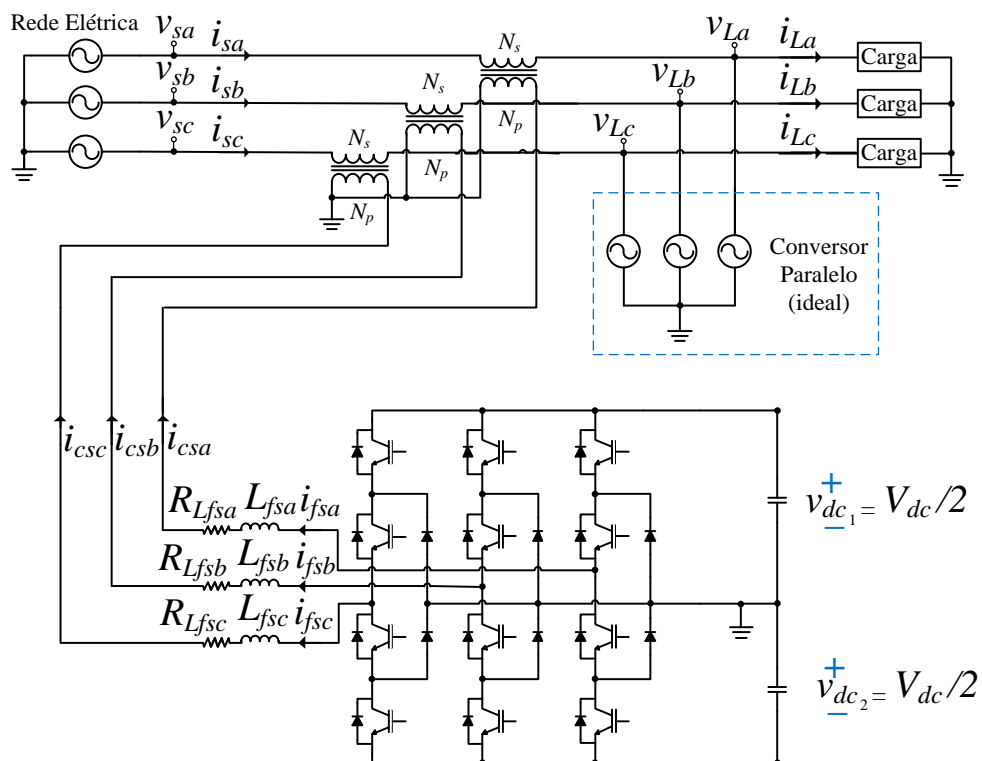 Rede Elétrica
v_sa
i_sa
N_s
v_La
i_La
Carga
v_sb
i_sb
N_s
N_p
v_Lb
i_Lb
Carga
v_sc
i_sc
N_s
N_p
v_Lc
i_Lc
Carga
N_p
Conversor
Paralelo
(ideal)
i_csc
i_csb
i_csa
R_Lfsa L_fsa i_fsa
R_Lfsb L_fsb i_fsb
R_Lfsc L_fsc i_fsc
+
v_dc_1 = V_dc/2
−
+
v_dc_2 = V_dc/2
−